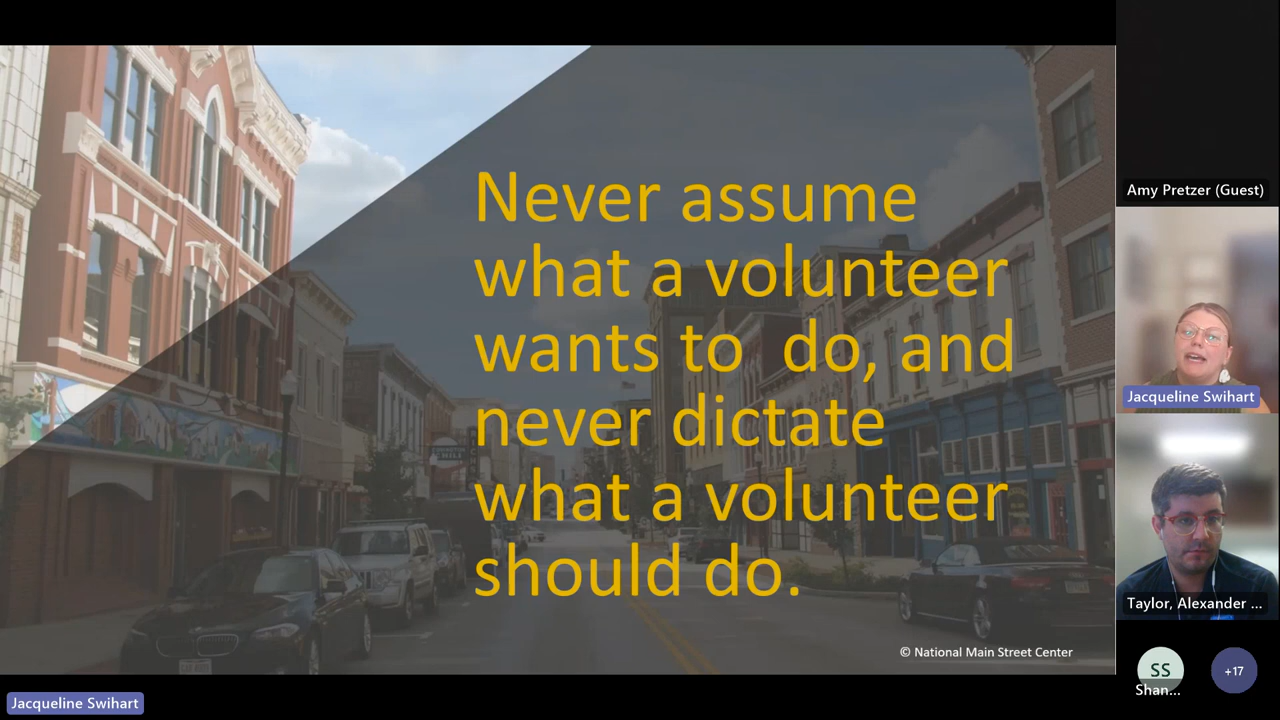 Never assume
what a volunteer
wants to  do, and
never dictate
what a volunteer
should do.
© National Main Street Center
Amy Pretzer (Guest)
Jacqueline Swihart
Taylor, Alexander ...
SS
Shan...
+17
Jacqueline Swihart